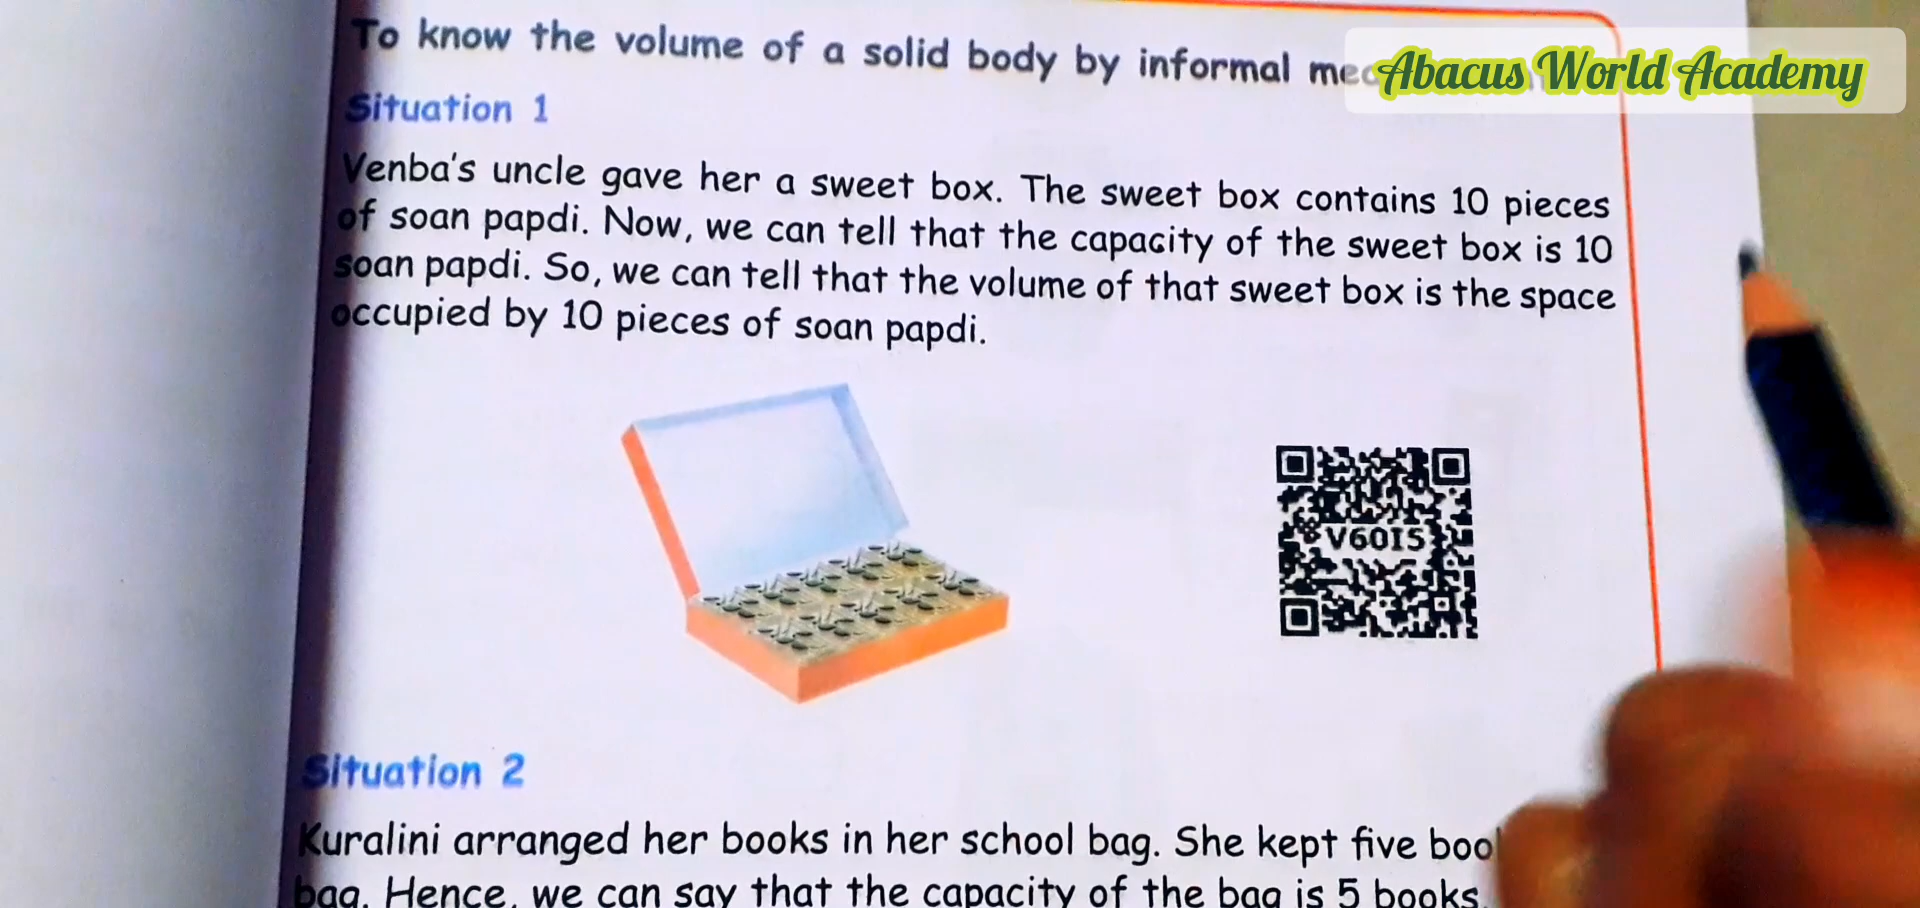 To know the volume of a solid body by informal
Abacus World Academy
Situation 1
Venba's uncle gave her a sweet box. The sweet box contains 10 pieces
of soan papdi. Now, we can tell that the capacity of the sweet box is 10
soan papdi. So, we can tell that the volume of that sweet box is the space
occupied by 10 pieces of soan papdi.
V6OI5
Situation 2
Kuralini arranged her books in her school bag. She kept five
bag. Hence, we can say that the capacity of the bag is 5 books.